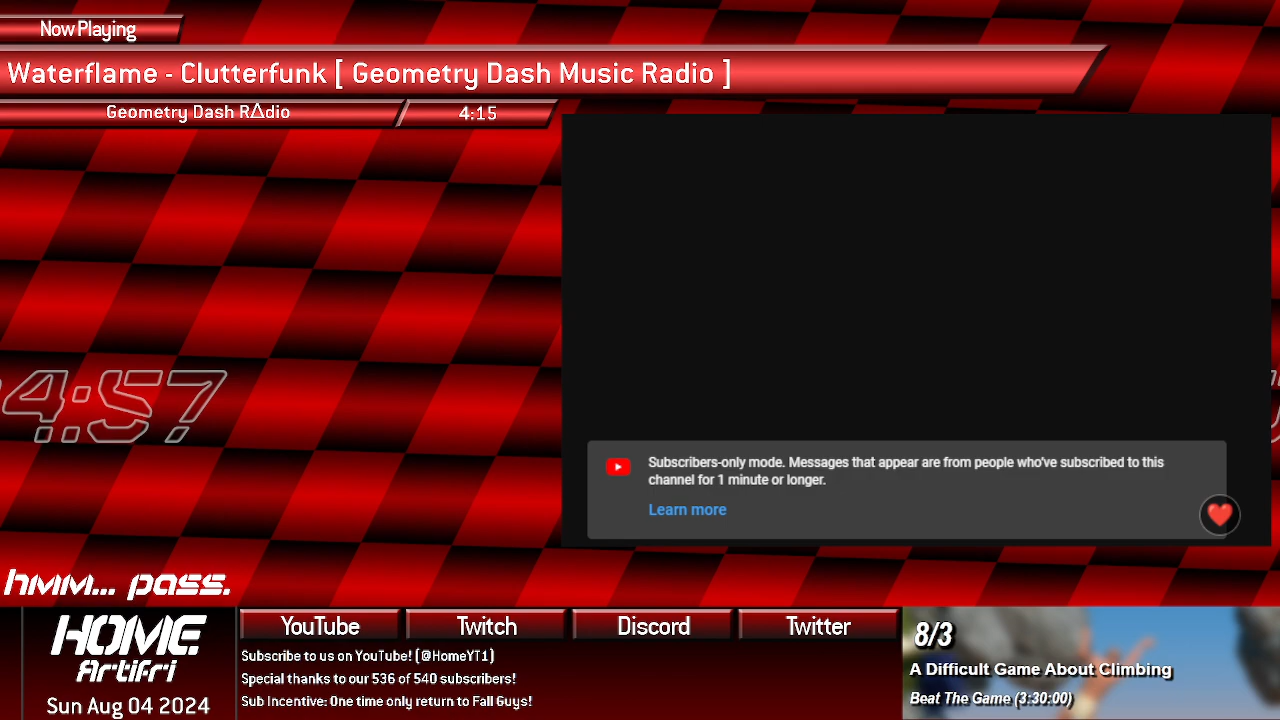 Now Playing
Waterflame - Clutterfunk [ Geometry Dash Music Radio ]
Geometry Dash RΔdio
4:15
4:57
Subscribers-only mode. Messages that appear are from people who've subscribed to this
channel for 1 minute or longer.
Learn more
hmm... pass.
HOME
Artifri
Sun Aug 04 2024
YouTube
Twitch
Discord
Twitter
Subscribe to us on YouTube! (@HomeYT1)
Special thanks to our 536 of 540 subscribers!
Sub Incentive: One time only return to Fall Guys!
8/3
A Difficult Game About Climbing
Beat The Game (3:30:00)